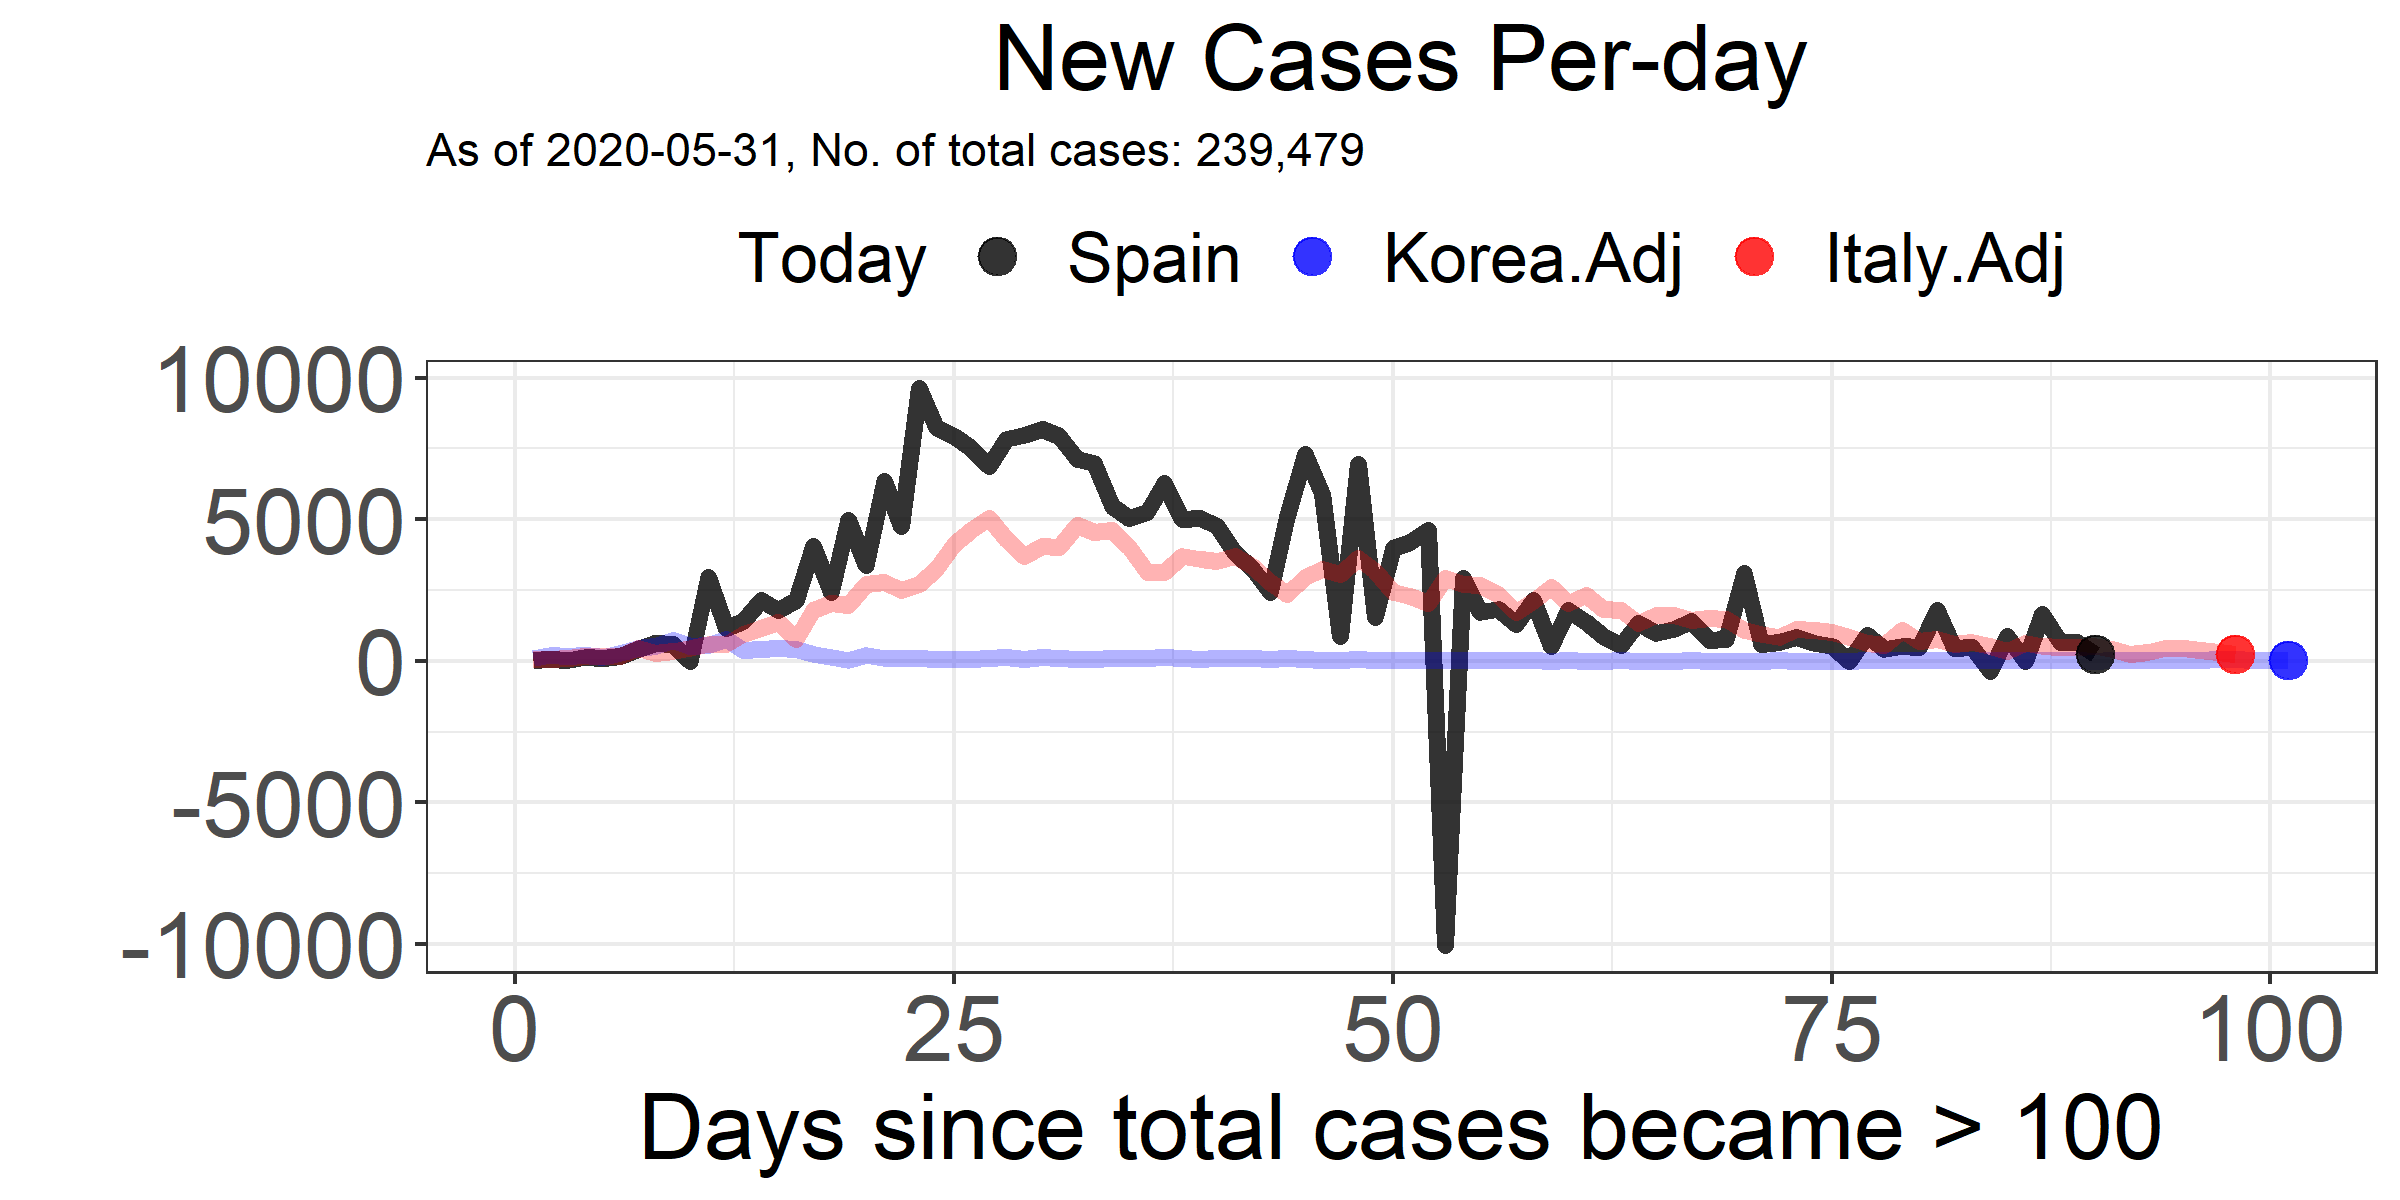 New Cases Per-day
As of 2020-05-31, No. of total cases: 239,479
Today Spain Korea.Adj Italy.Adj
10000
5000
0
-5000
-10000
0 25 50 75 100
Days since total cases became > 100